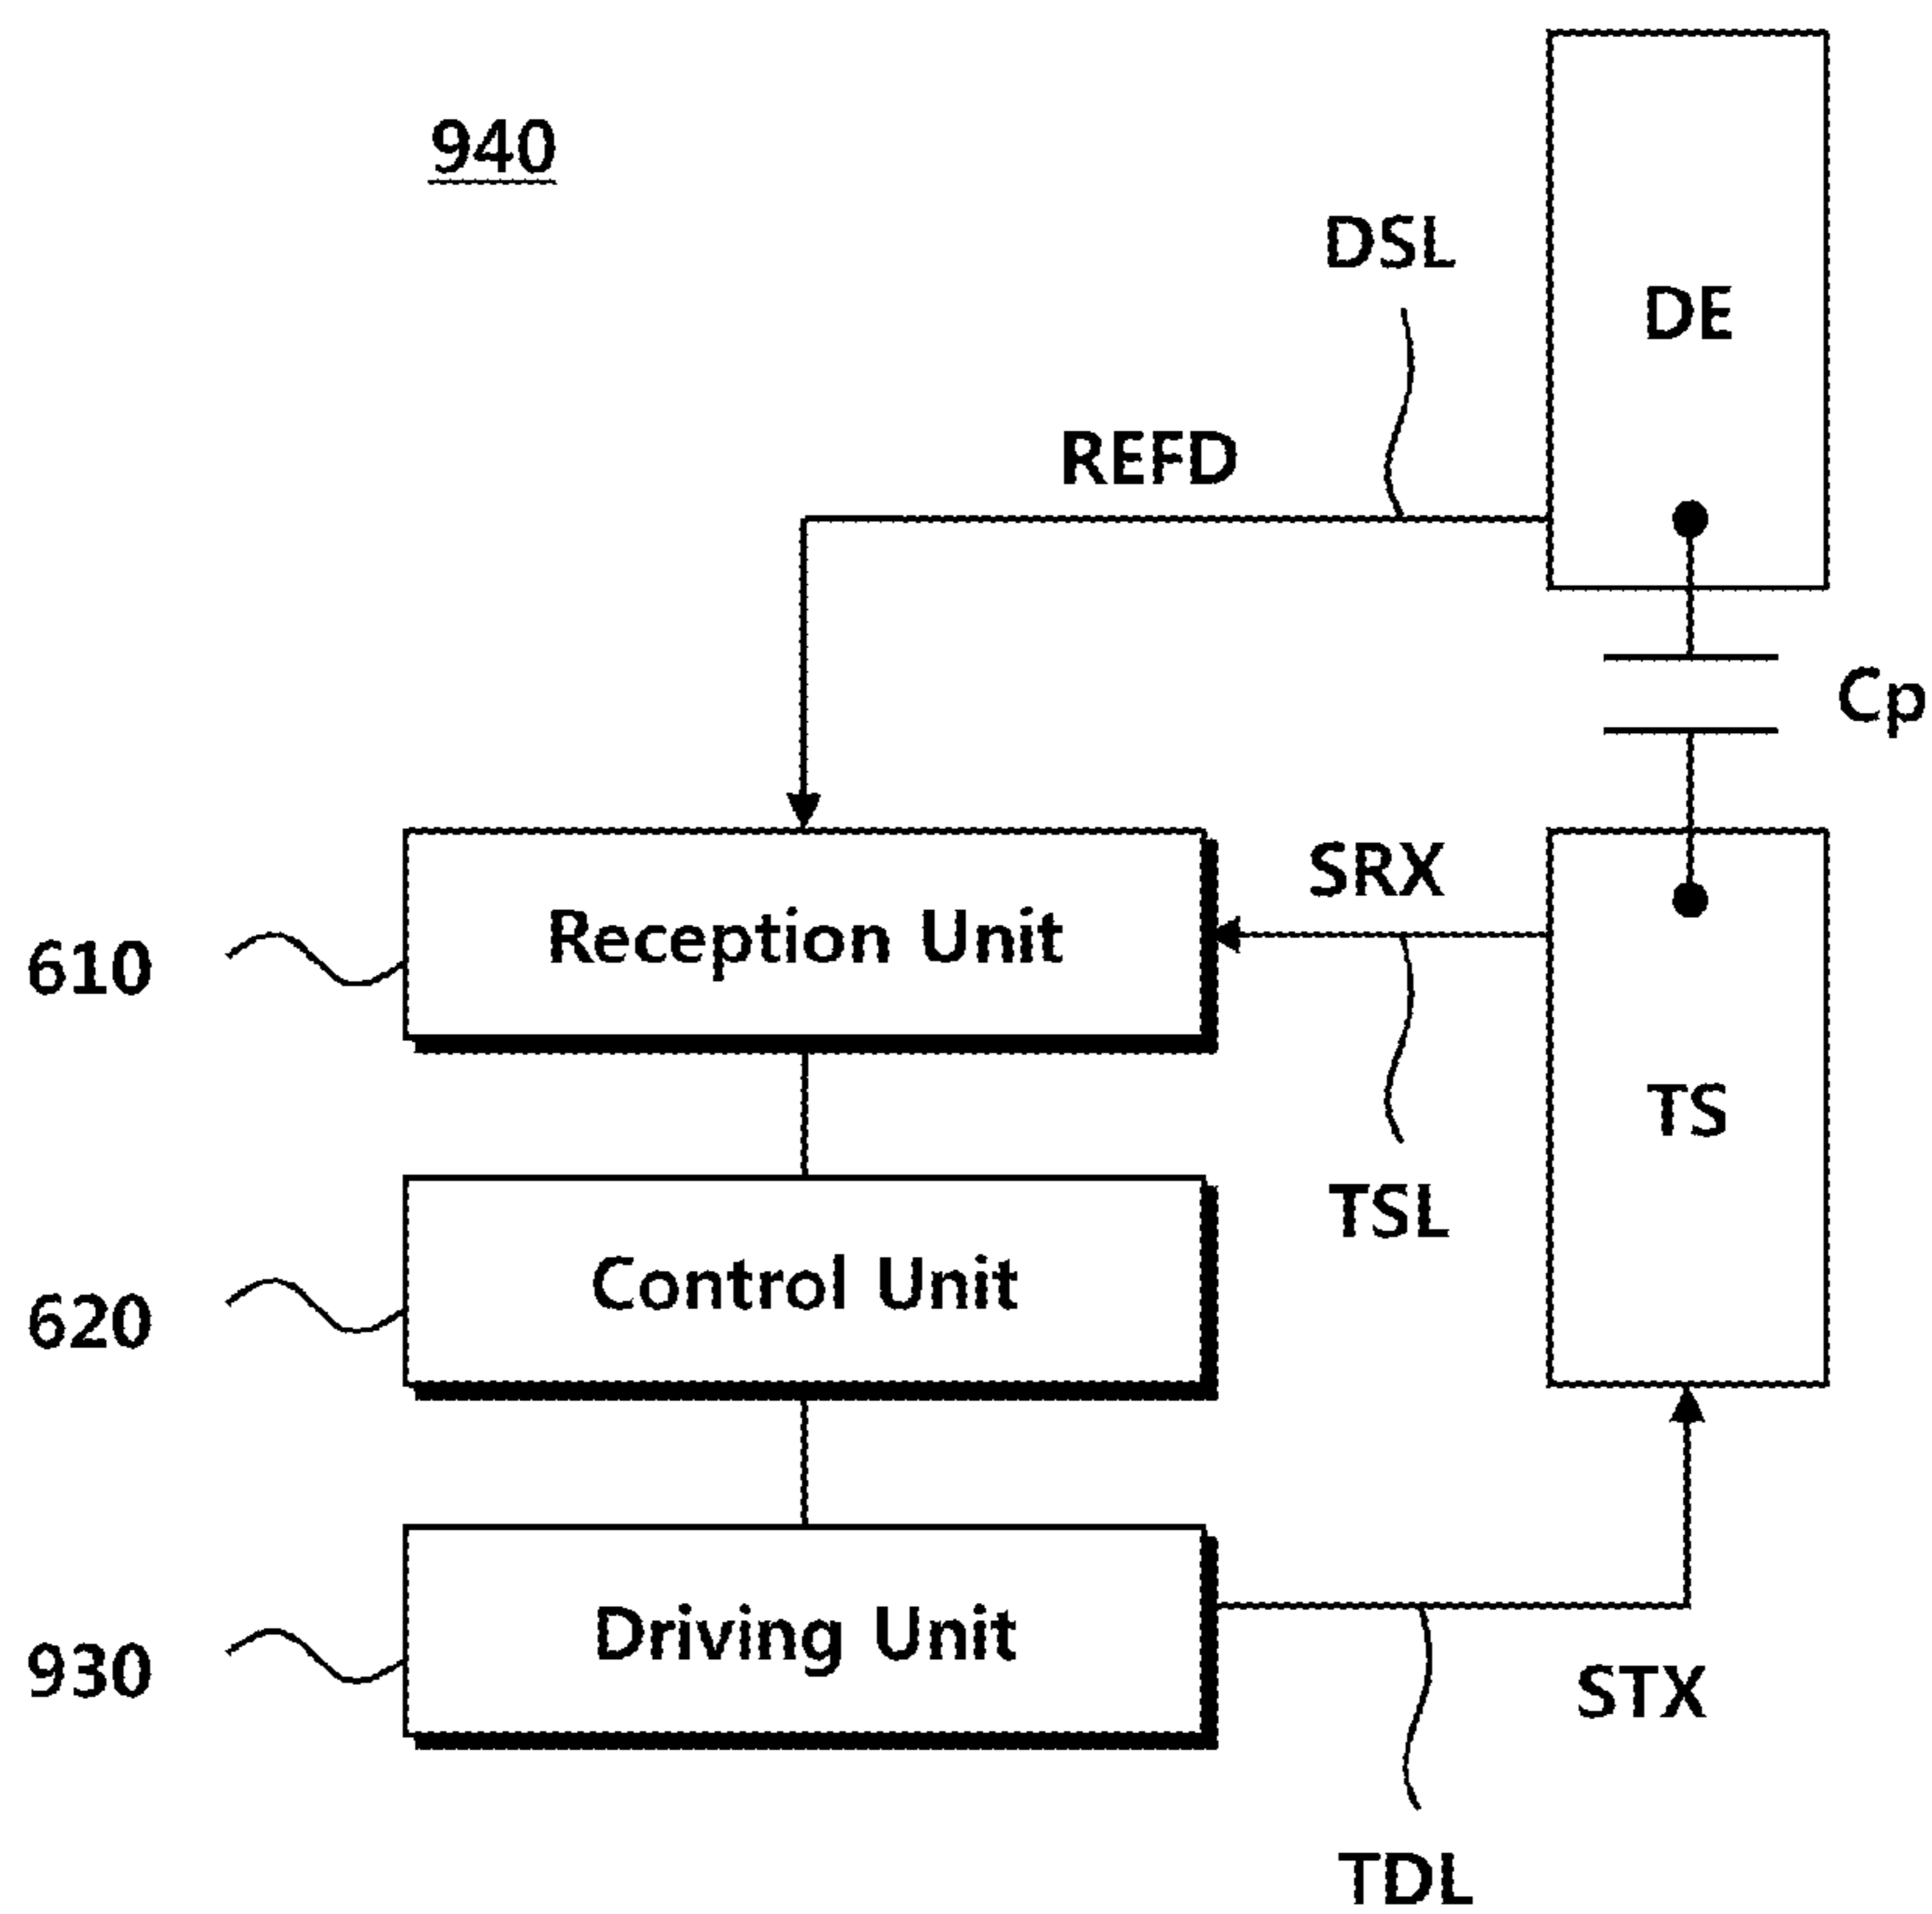 940
DSL
DE
REFD
Cp
SRX
Reception Unit
610
TS
TSL
Control Unit
620
Driving Unit
930
STX
TDL